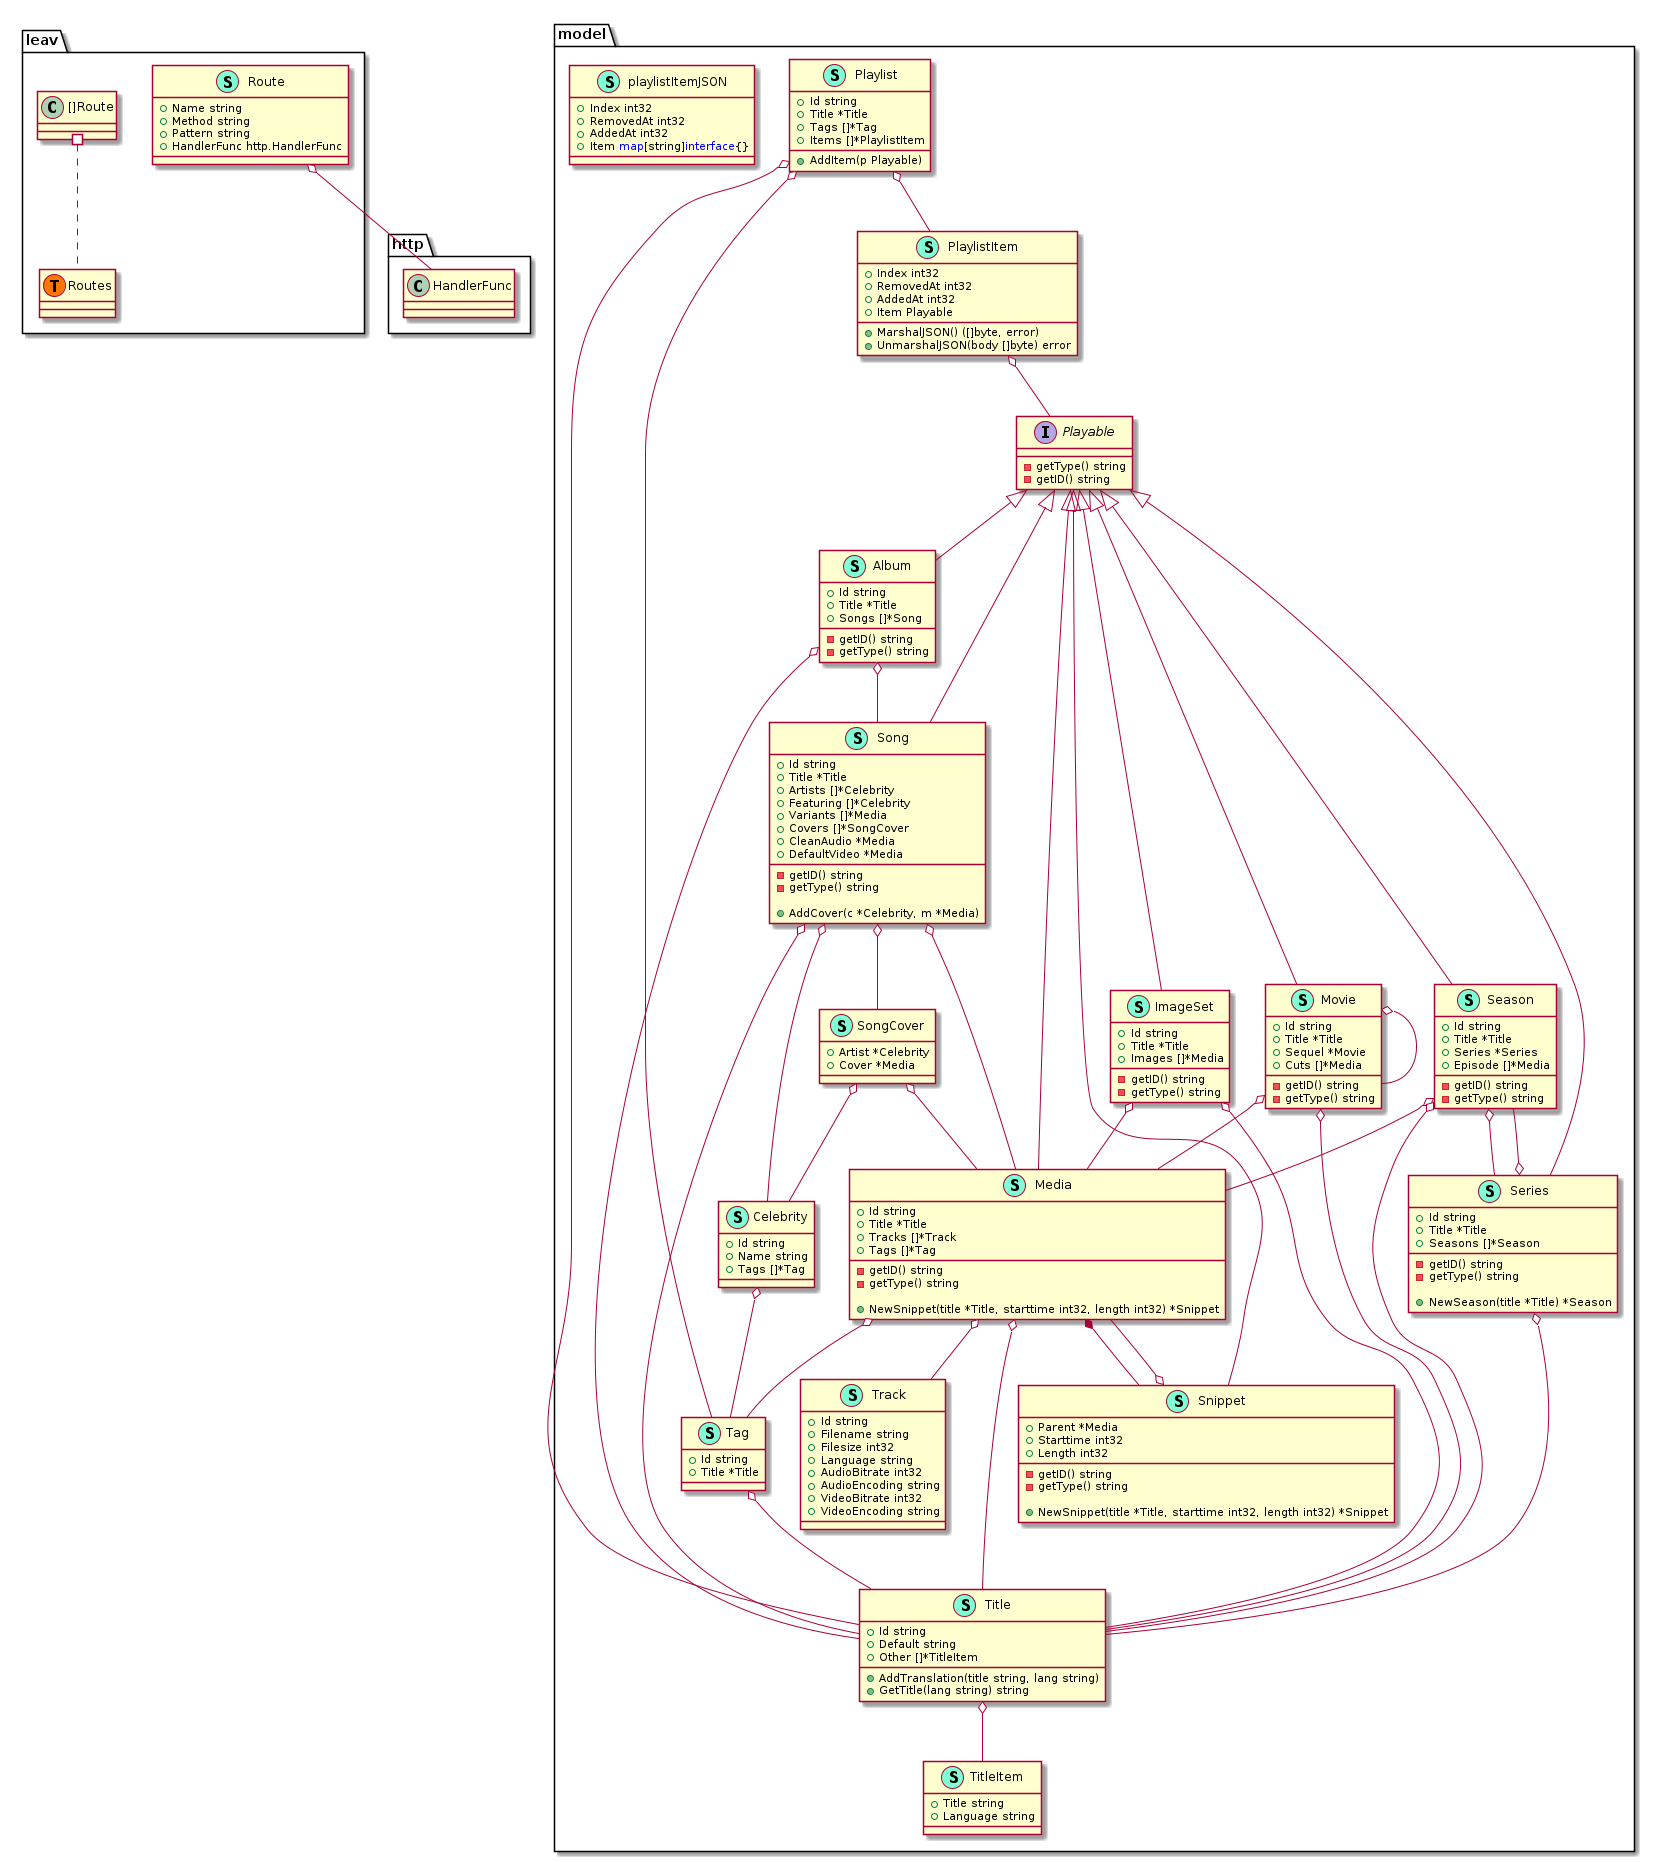 leav
C []Route
S Route
Name string
Method string
Pattern string
HandlerFunc http.HandlerFunc
T Routes
http
C HandlerFunc
model
S playlistItemJSON
Index int32
RemovedAt int32
AddedAt int32
Item map[string]interface{}
S Playlist
Id string
Title *Title
Tags []*Tag
Items []*PlaylistItem
AddItem(p Playable)
S PlaylistItem
Index int32
RemovedAt int32
AddedAt int32
Item Playable
MarshalJSON() ([]byte, error)
UnmarshalJSON(body []byte) error
I Playable
getType() string
getID() string
S Album
Id string
Title *Title
Songs []*Song
getID() string
getType() string
S Song
Id string
Title *Title
Artists []*Celebrity
Featuring []*Celebrity
Variants []*Media
Covers []*SongCover
CleanAudio *Media
DefaultVideo *Media
getID() string
getType() string
AddCover(c *Celebrity, m *Media)
S SongCover
Artist *Celebrity
Cover *Media
S ImageSet
Id string
Title *Title
Images []*Media
getID() string
getType() string
S Movie
Id string
Title *Title
Sequel *Movie
Cuts []*Media
getID() string
getType() string
S Season
Id string
Title *Title
Series *Series
Episode []*Media
getID() string
getType() string
S Celebrity
Id string
Name string
Tags []*Tag
S Media
Id string
Title *Title
Tracks []*Track
Tags []*Tag
getID() string
getType() string
NewSnippet(title *Title, starttime int32, length int32) *Snippet
S Series
Id string
Title *Title
Seasons []*Season
getID() string
getType() string
NewSeason(title *Title) *Season
S Tag
Id string
Title *Title
S Track
Id string
Filename string
Filesize int32
Language string
AudioBitrate int32
AudioEncoding string
VideoBitrate int32
VideoEncoding string
S Snippet
Parent *Media
Starttime int32
Length int32
getID() string
getType() string
NewSnippet(title *Title, starttime int32, length int32) *Snippet
S Title
Id string
Default string
Other []*TitleItem
AddTranslation(title string, lang string)
GetTitle(lang string) string
S TitleItem
Title string
Language string